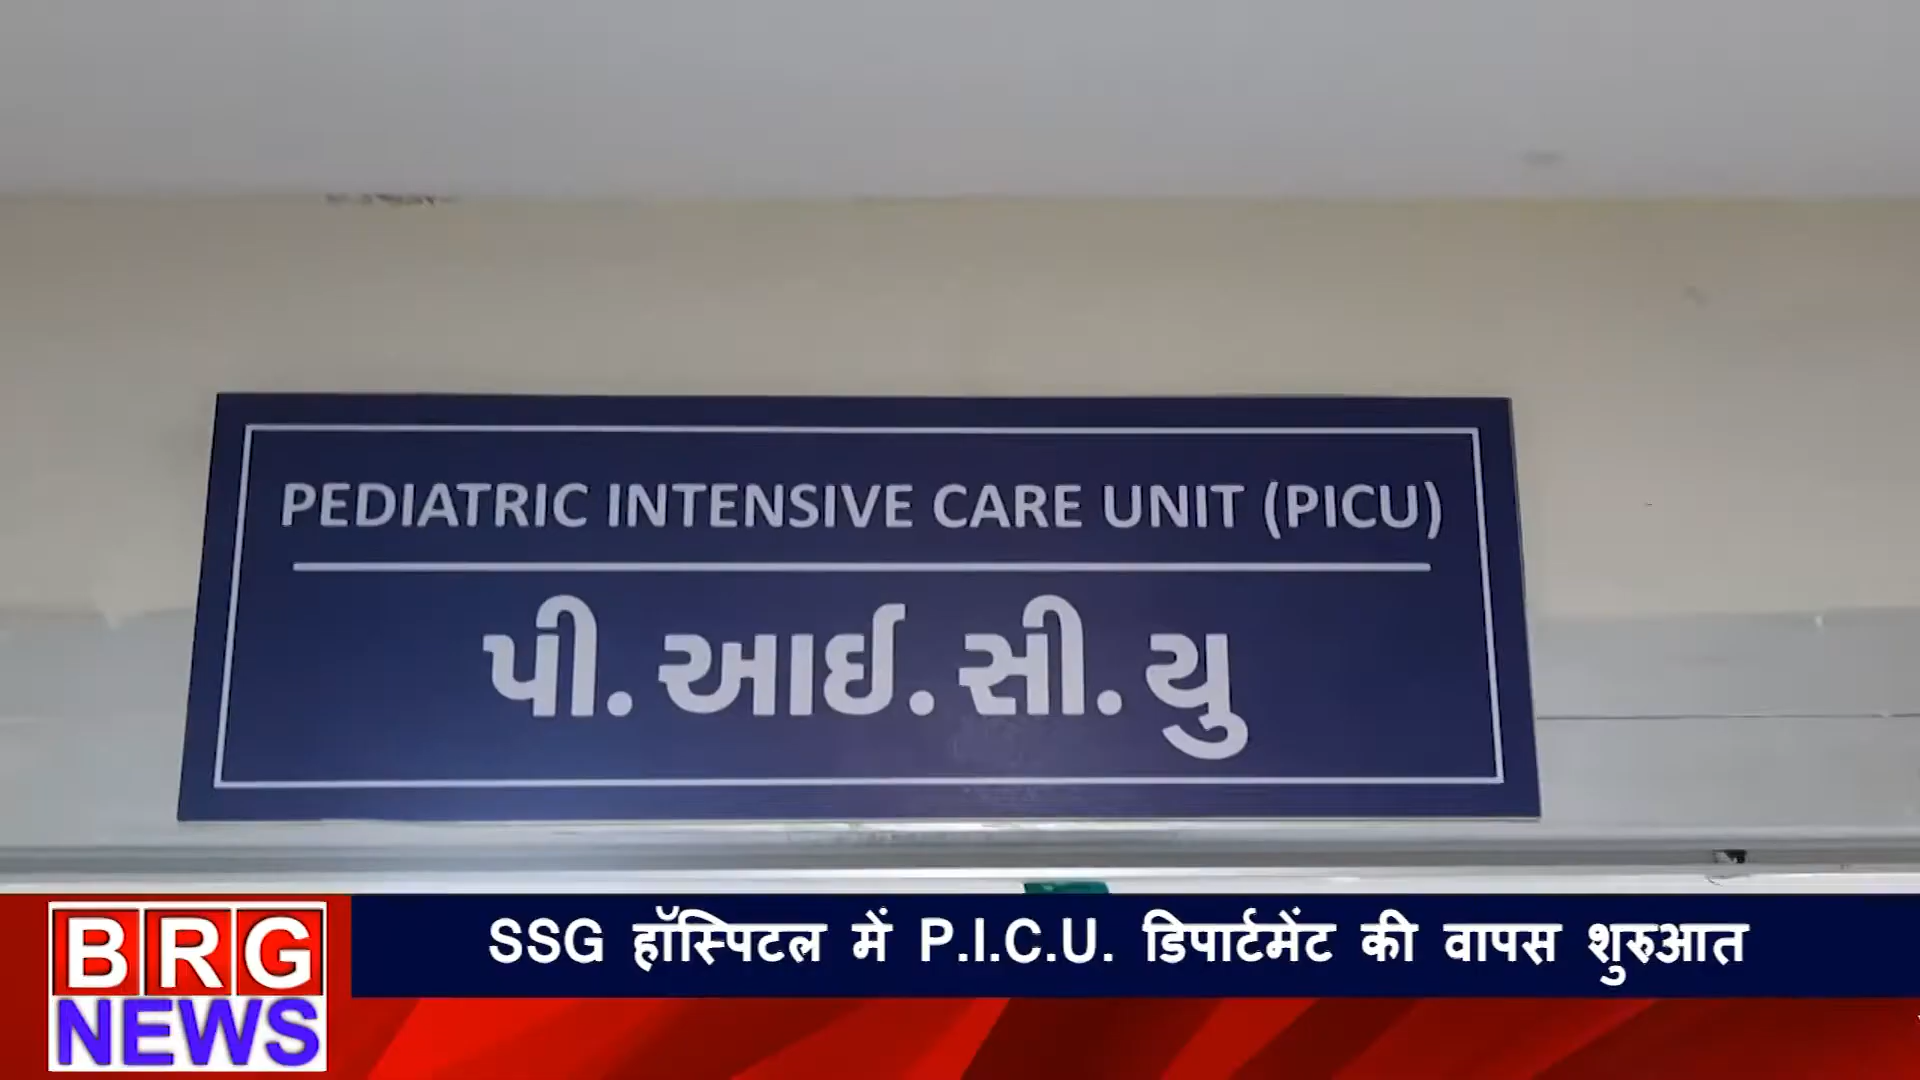 PEDIATRIC INTENSIVE CARE UNIT (PICU)
પી.આઈ.સી.યુ
SSG हॉस्पिटल में P.I.C.U. डिपार्टमेंट की वापस शुरुआत
BRG
NEWS